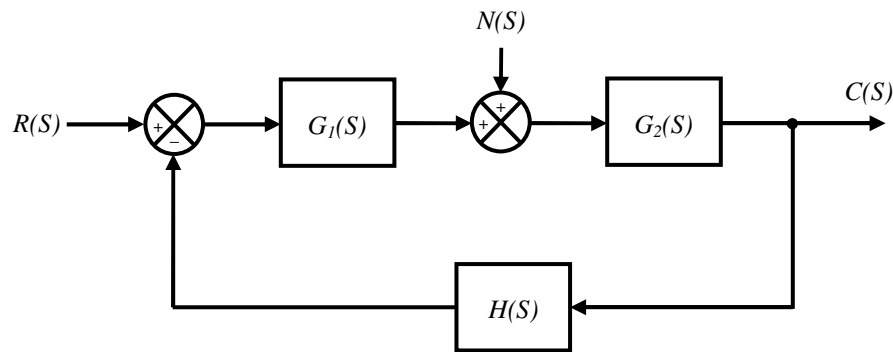 N(S)
C(S)
R(S)
+
−
G₁(S)
+
+
G₂(S)
H(S)